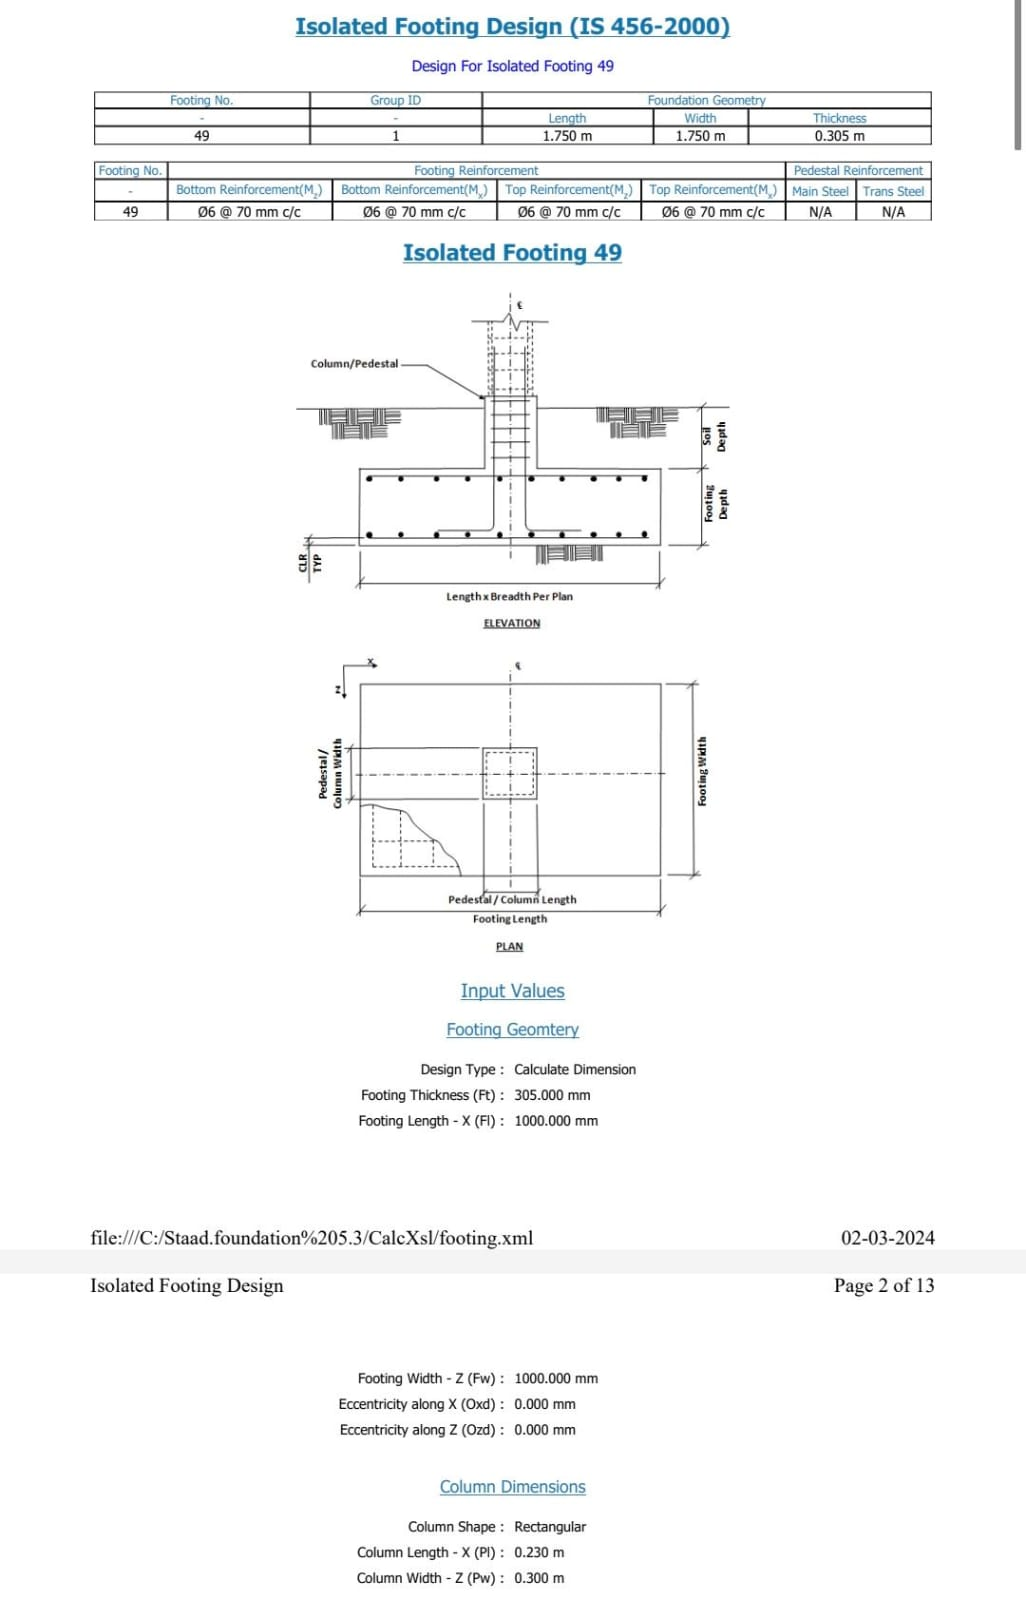 Isolated Footing Design (IS 456-2000)
Design For Isolated Footing 49
Footing No. Group ID Foundation Geometry
- - Length Width Thickness
49 1 1.750 m 1.750 m 0.305 m
Footing No. Footing Reinforcement Pedestal Reinforcement
- Bottom Reinforcement(Mz) Bottom Reinforcement(Mx) Top Reinforcement(Mz) Top Reinforcement(Mx) Main Steel Trans Steel
49 Ø6 @ 70 mm c/c Ø6 @ 70 mm c/c Ø6 @ 70 mm c/c Ø6 @ 70 mm c/c N/A N/A
Isolated Footing 49
Column/Pedestal
Soil
Depth
Footing
Depth
CLR
TYP
Length x Breadth Per Plan
ELEVATION
X
Z
Pedestal/
Column Width
Footing Width
Pedestal / Column Length
Footing Length
PLAN
Input Values
Footing Geomtery
Design Type : Calculate Dimension
Footing Thickness (Ft) : 305.000 mm
Footing Length - X (Fl) : 1000.000 mm
file:///C:/Staad.foundation%205.3/CalcXsl/footing.xml 02-03-2024
Isolated Footing Design Page 2 of 13
Footing Width - Z (Fw) : 1000.000 mm
Eccentricity along X (Oxd) : 0.000 mm
Eccentricity along Z (Ozd) : 0.000 mm
Column Dimensions
Column Shape : Rectangular
Column Length - X (Pl) : 0.230 m
Column Width - Z (Pw) : 0.300 m